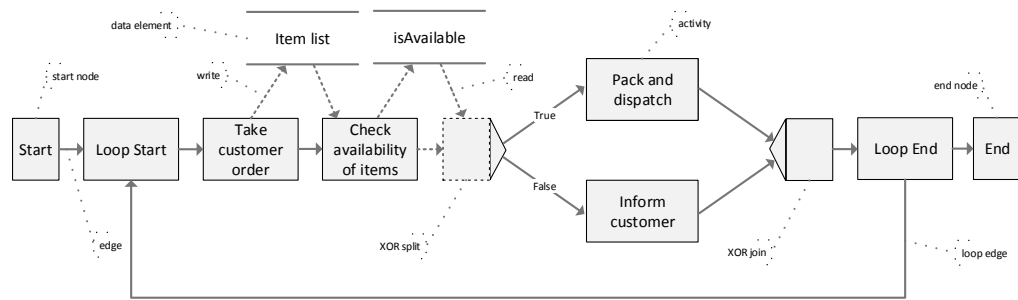 data element
Item list
isAvailable
activity
start node
write
read
Pack and
dispatch
end node
True
Start
Loop Start
Take
customer
order
Check
availability
of items
Loop End
End
False
Inform
customer
edge
XOR split
XOR join
loop edge